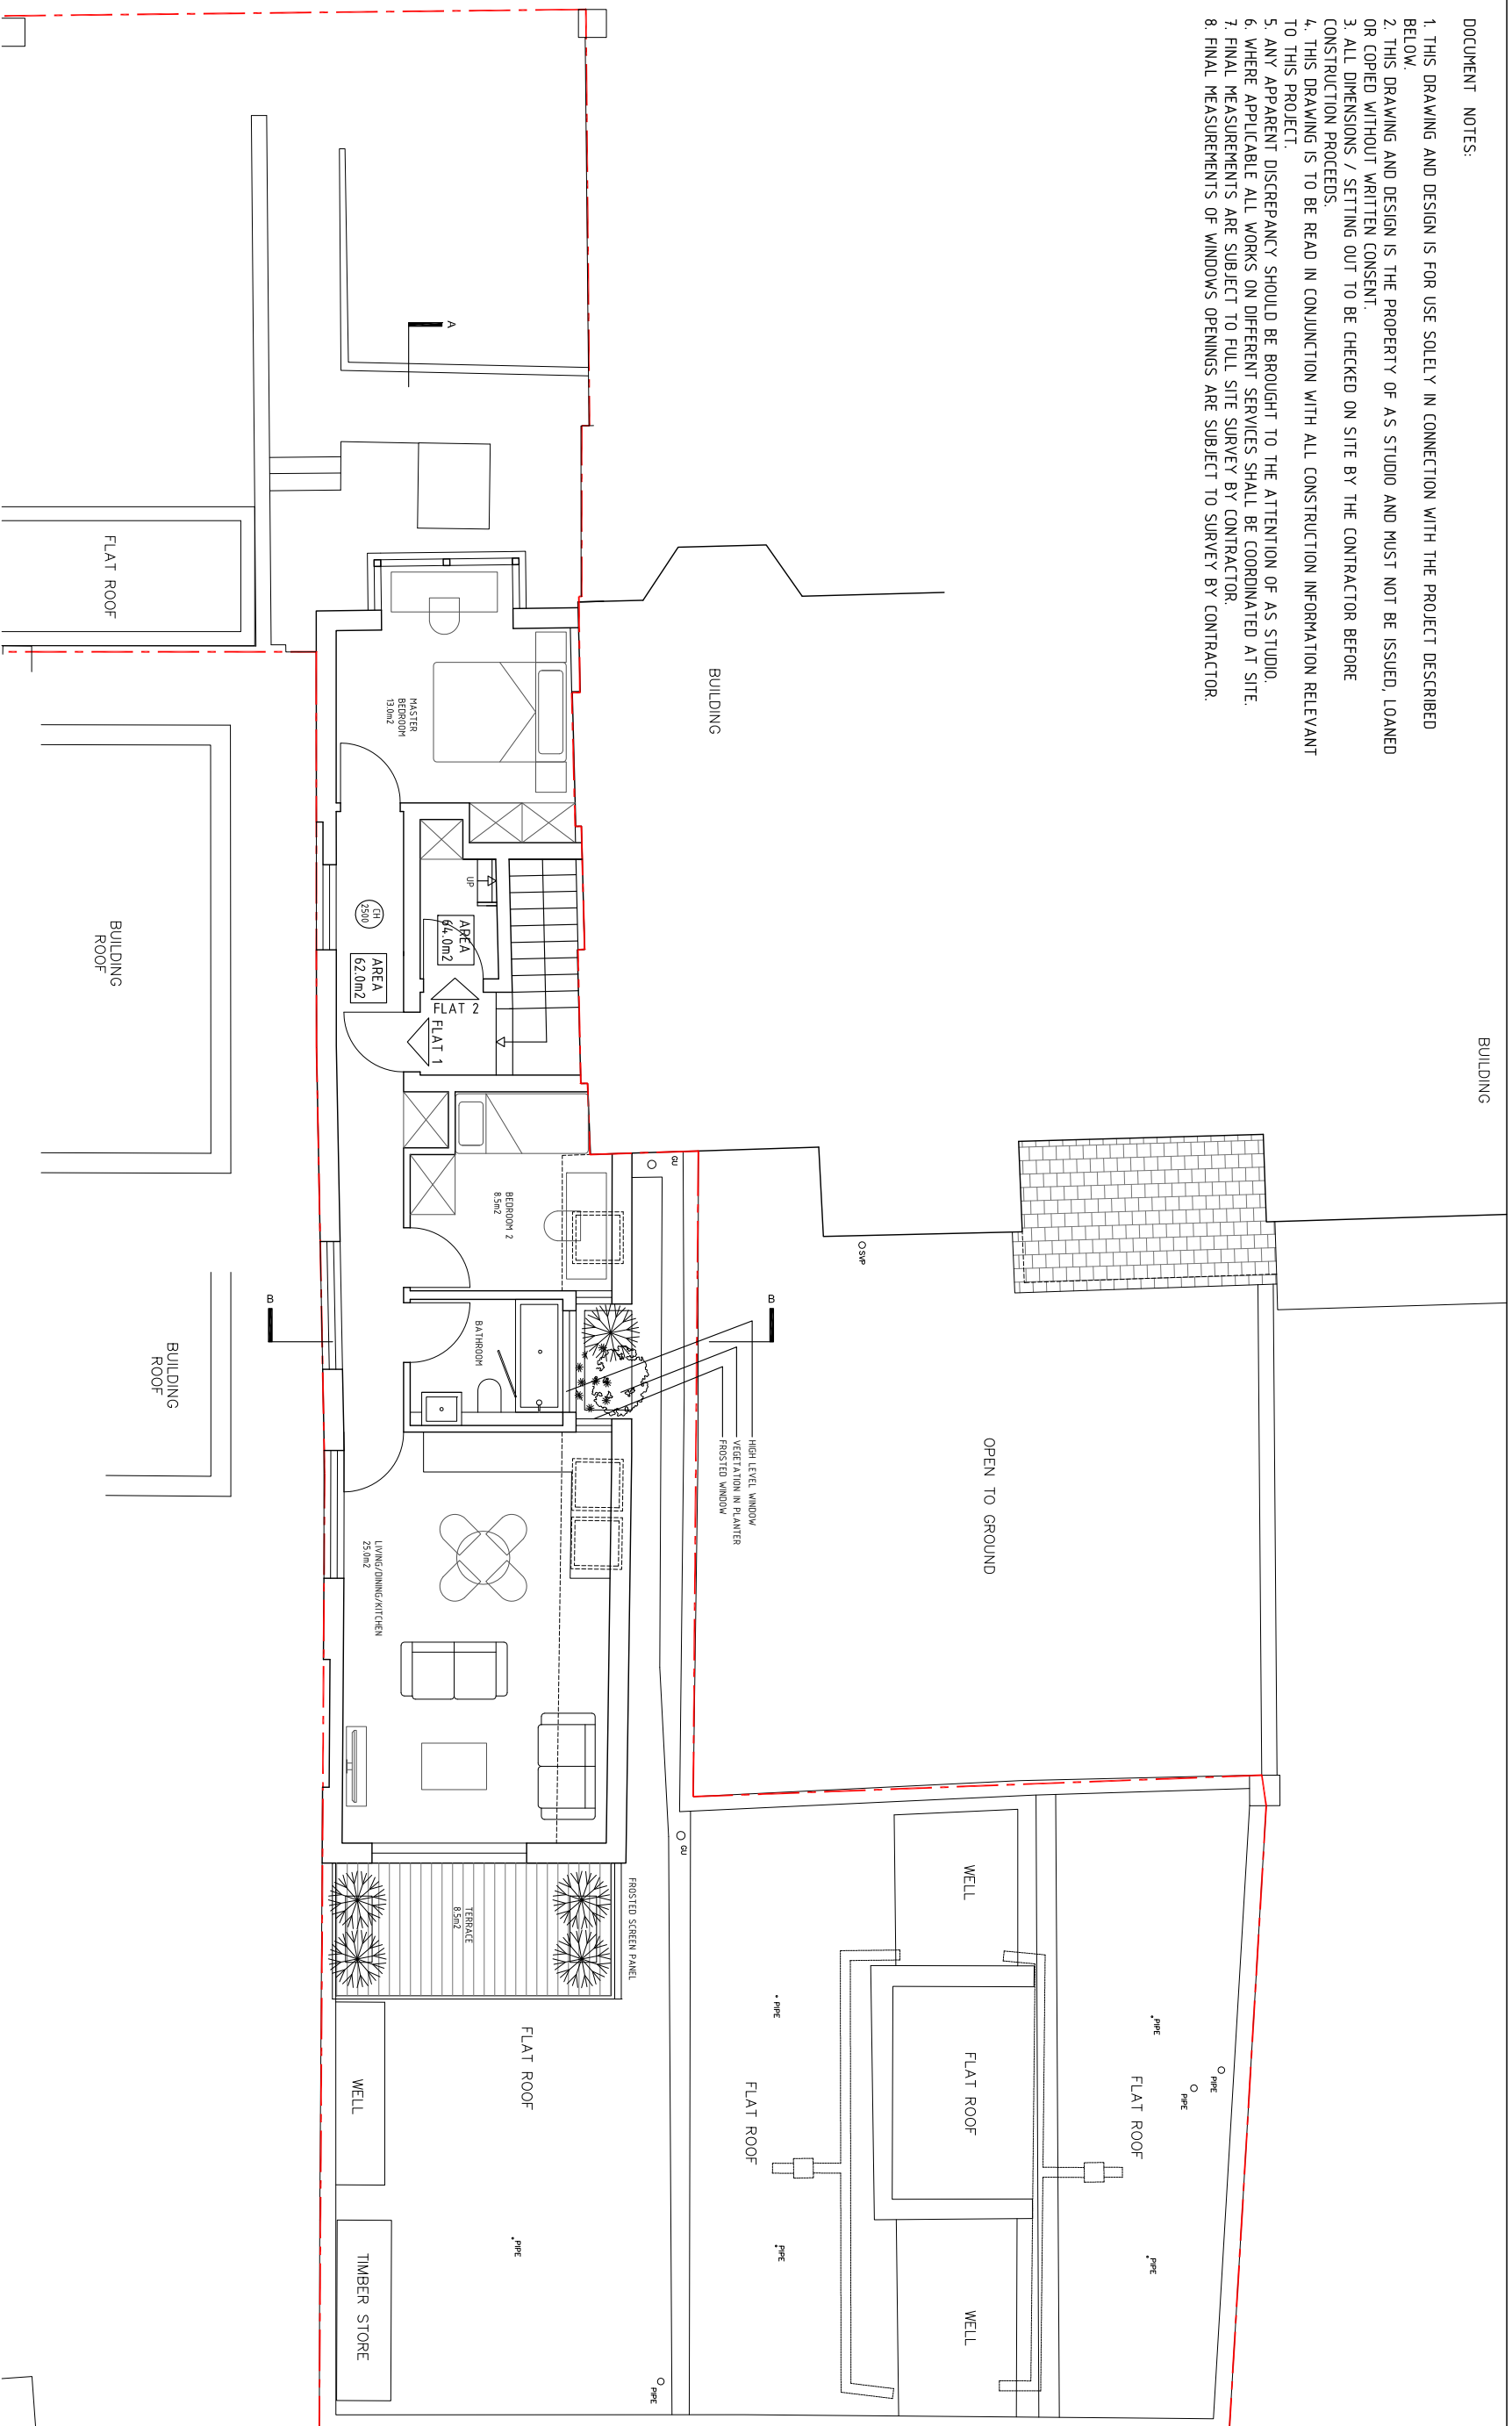 DOCUMENT NOTES:
1. THIS DRAWING AND DESIGN IS FOR USE SOLELY IN CONNECTION WITH THE PROJECT DESCRIBED
BELOW.
2. THIS DRAWING AND DESIGN IS THE PROPERTY OF AS STUDIO AND MUST NOT BE ISSUED, LOANED
OR COPIED WITHOUT WRITTEN CONSENT.
3. ALL DIMENSIONS / SETTING OUT TO BE CHECKED ON SITE BY THE CONTRACTOR BEFORE
CONSTRUCTION PROCEEDS.
4. THIS DRAWING IS TO BE READ IN CONJUNCTION WITH ALL CONSTRUCTION INFORMATION RELEVANT
TO THIS PROJECT.
5. ANY APPARENT DISCREPANCY SHOULD BE BROUGHT TO THE ATTENTION OF AS STUDIO.
6. WHERE APPLICABLE ALL WORKS ON DIFFERENT SERVICES SHALL BE COORDINATED AT SITE.
7. FINAL MEASUREMENTS ARE SUBJECT TO FULL SITE SURVEY BY CONTRACTOR.
8. FINAL MEASUREMENTS OF WINDOWS OPENINGS ARE SUBJECT TO SURVEY BY CONTRACTOR.
BUILDING
BUILDING
SVP
OPEN TO GROUND
B
HIGH LEVEL WINDOW
VEGETATION IN PLANTER
FROSTED WINDOW
GU
GU
WELL
FLAT ROOF
WELL
PIPE
PIPE
PIPE
FLAT ROOF
PIPE
PIPE
FLAT ROOF
PIPE
PIPE
A
MASTER
BEDROOM
13.0m2
UP
AREA
64.0m2
FLAT 2
FLAT 1
CH
2500
AREA
62.0m2
BEDROOM 2
8.5m2
BATHROOM
LIVING/DINING/KITCHEN
25.0m2
FROSTED SCREEN PANEL
TERRACE
8.5m2
FLAT ROOF
WELL
PIPE
TIMBER STORE
B
FLAT ROOF
BUILDING
ROOF
BUILDING
ROOF